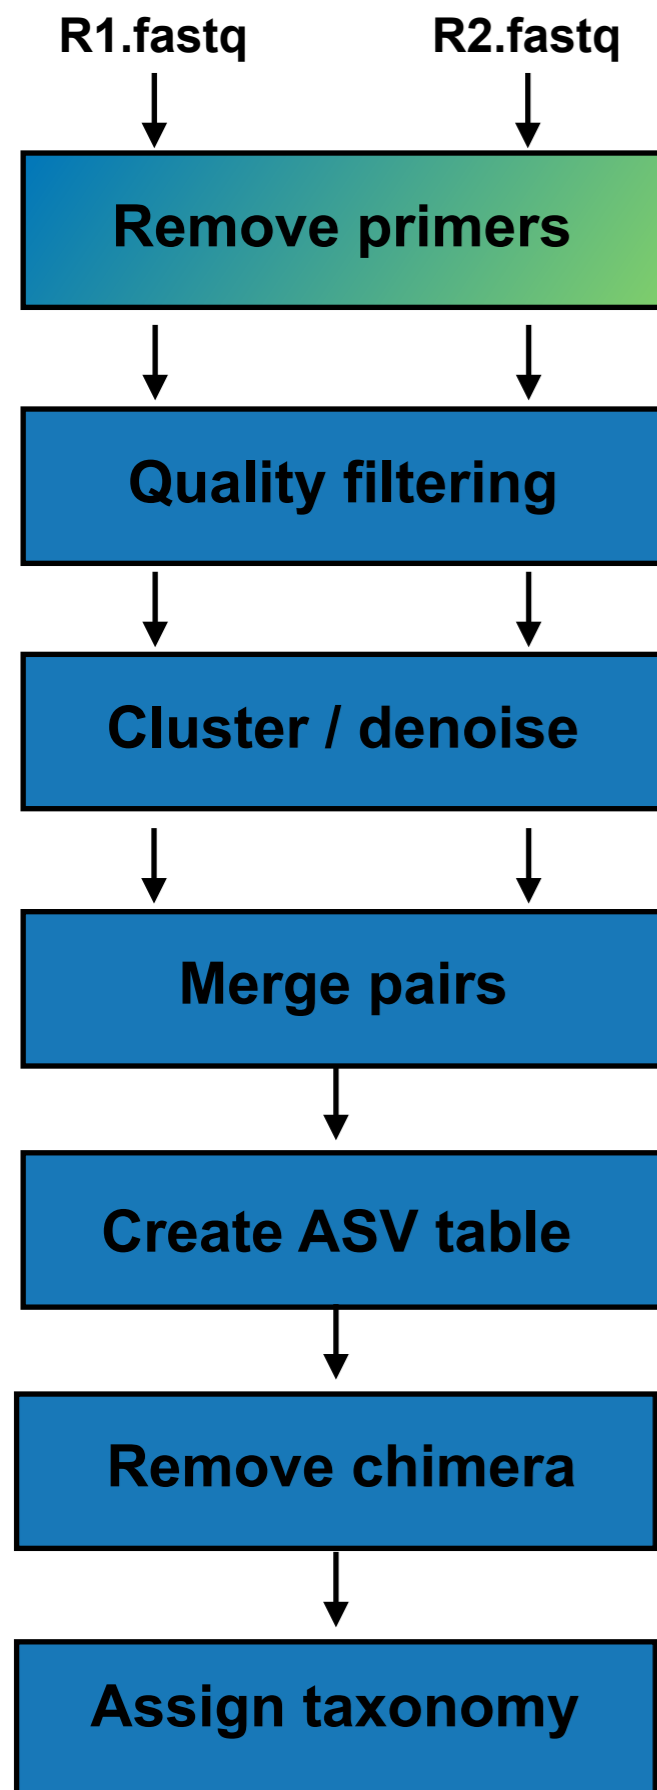 R1.fastq R2.fastq
Remove primers
Quality filtering
Cluster / denoise
Merge pairs
Create ASV table
Remove chimera
Assign taxonomy